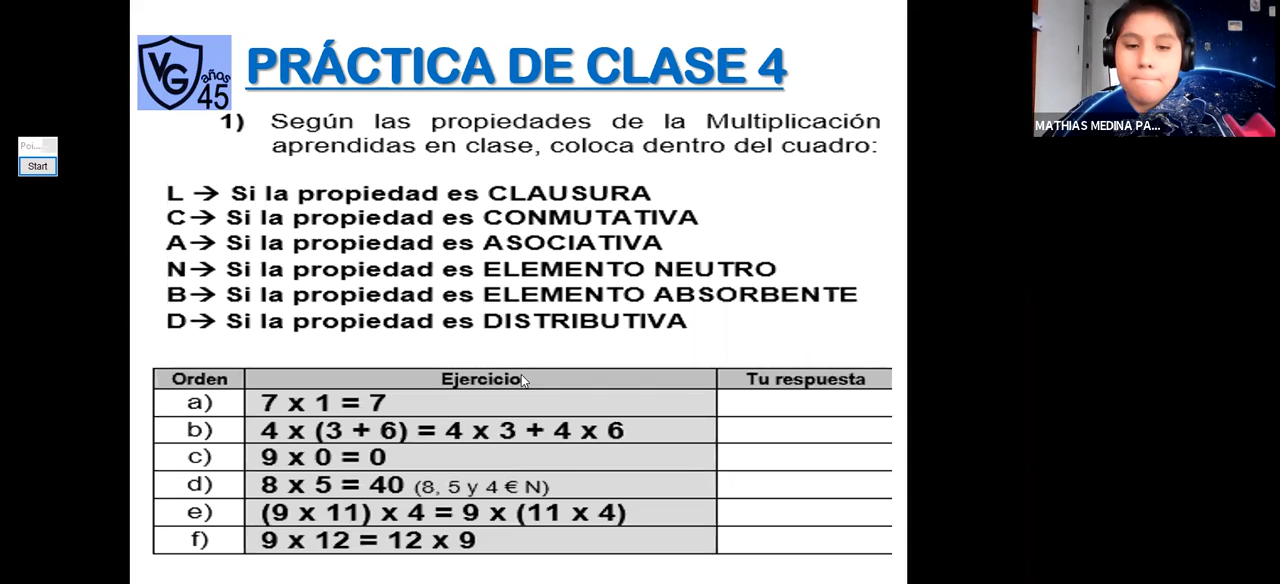 VG
años
45
PRÁCTICA DE CLASE 4
1) Según las propiedades de la Multiplicación
aprendidas en clase, coloca dentro del cuadro:
L → Si la propiedad es CLAUSURA
C→ Si la propiedad es CONMUTATIVA
A→ Si la propiedad es ASOCIATIVA
N→ Si la propiedad es ELEMENTO NEUTRO
B→ Si la propiedad es ELEMENTO ABSORBENTE
D→ Si la propiedad es DISTRIBUTIVA
Orden Ejercicio Tu respuesta
a) 7 x 1 = 7
b) 4 x (3 + 6) = 4 x 3 + 4 x 6
c) 9 x 0 = 0
d) 8 x 5 = 40 (8, 5 y 4 € N)
e) (9 x 11) x 4 = 9 x (11 x 4)
f) 9 x 12 = 12 x 9
Poi....
Start
MATHIAS MEDINA PA...